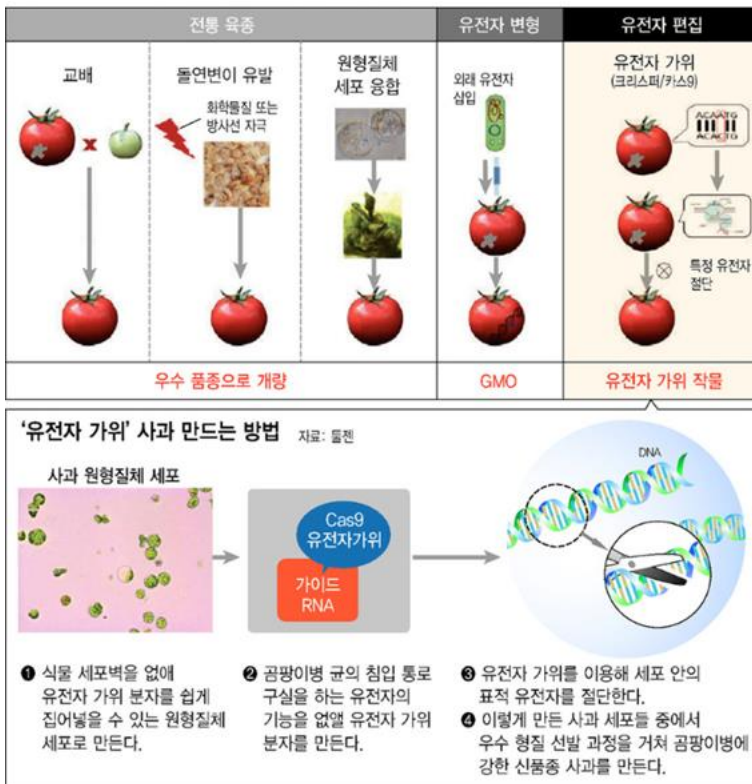 전통 육종
유전자 변형
유전자 편집
교배
돌연변이 유발
화학물질 또는
방사선 자극
원형질체
세포 융합
외래 유전자
삽입
유전자 가위
(크리스퍼/카스9)
ACAATG
ACACTG
특정 유전자
절단
x
우수 품종으로 개량
GMO
유전자 가위 작물
‘유전자 가위’ 사과 만드는 방법
자료: 툴젠
사과 원형질체 세포
Cas9
유전자가위
가이드
RNA
DNA
❶ 식물 세포벽을 없애
유전자 가위 분자를 쉽게
집어넣을 수 있는 원형질체
세포로 만든다.
❷ 곰팡이병 균의 침입 통로
구실을 하는 유전자의
기능을 없앨 유전자 가위
분자를 만든다.
❸ 유전자 가위를 이용해 세포 안의
표적 유전자를 절단한다.
❹ 이렇게 만든 사과 세포들 중에서
우수 형질 선발 과정을 거쳐 곰팡이병에
강한 신품종 사과를 만든다.